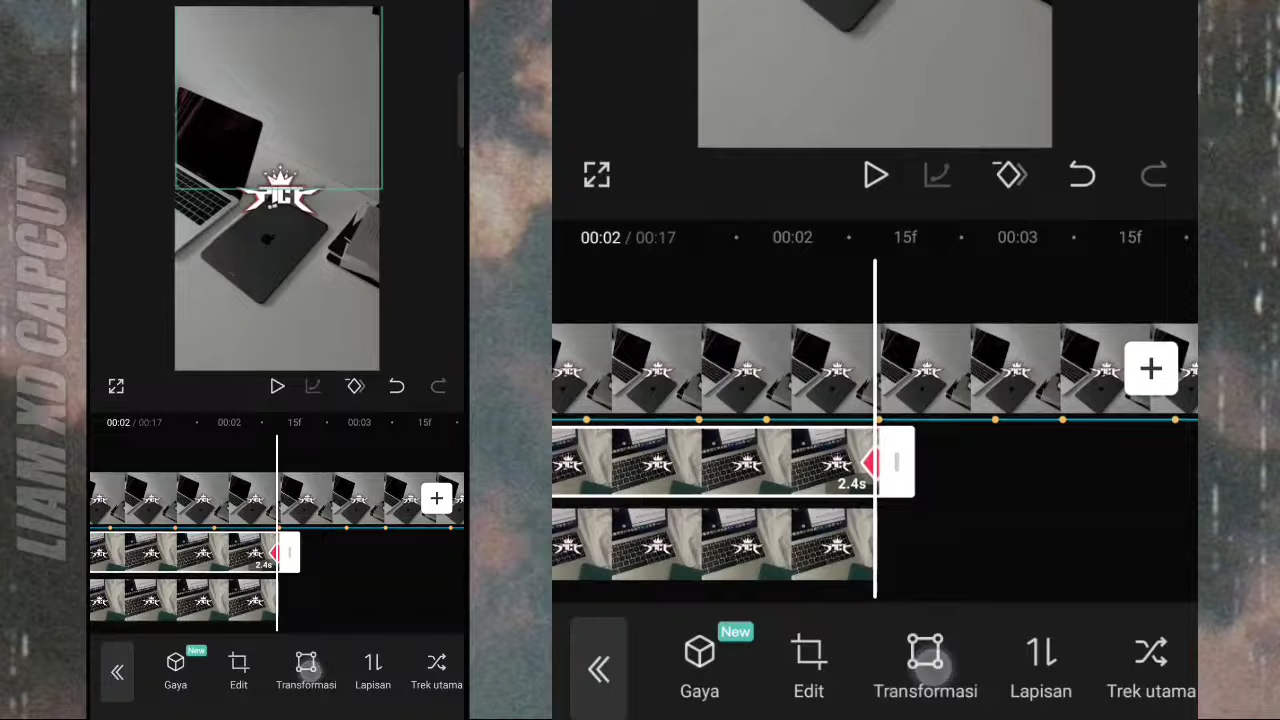 LIAM XD CAPCUT
00:02 / 00:17
00:02
15f
00:03
15f
2.4s
New
Gaya
Edit
Transformasi
Lapisan
Trek utama
00:02 / 00:17
00:02
15f
00:03
15f
2.4s
New
Gaya
Edit
Transformasi
Lapisan
Trek utama